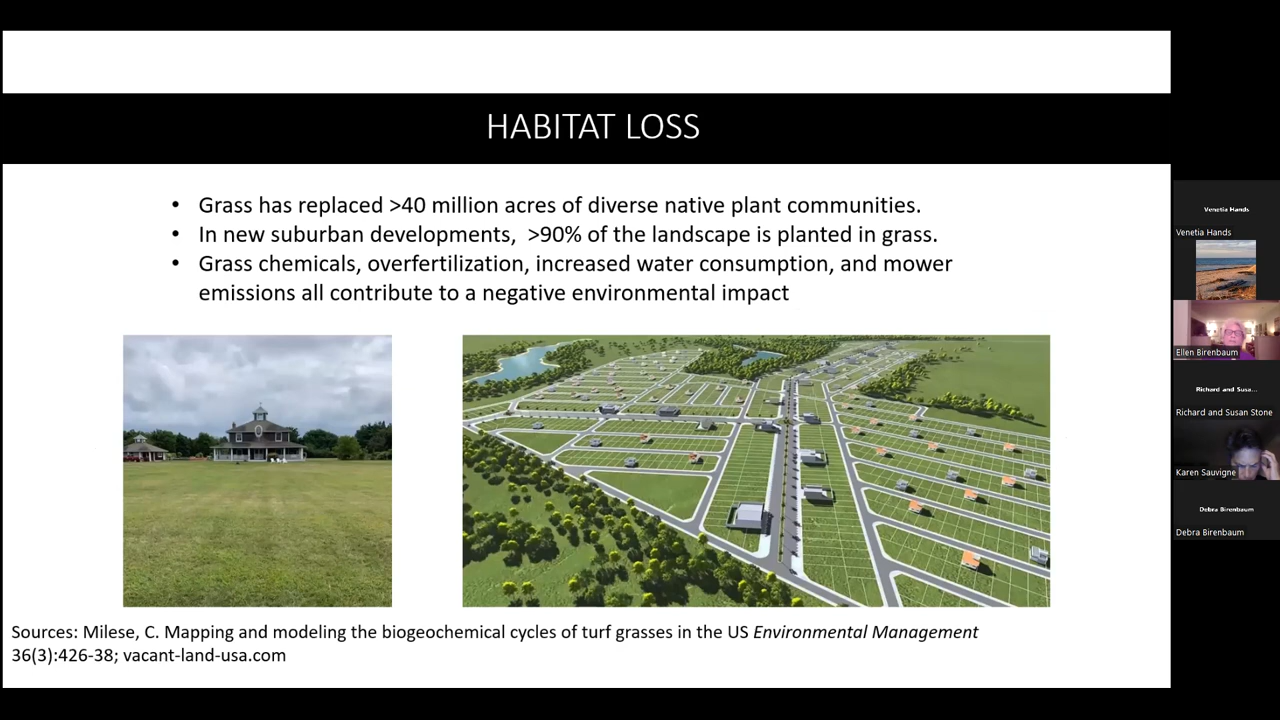 HABITAT LOSS
• Grass has replaced >40 million acres of diverse native plant communities.
• In new suburban developments, >90% of the landscape is planted in grass.
• Grass chemicals, overfertilization, increased water consumption, and mower
emissions all contribute to a negative environmental impact
Sources: Milese, C. Mapping and modeling the biogeochemical cycles of turf grasses in the US Environmental Management
36(3):426-38; vacant-land-usa.com
Venetia Hands
Venetia Hands
Ellen Birenbaum
Richard and Susa...
Richard and Susan Stone
Karen Sauvigne
Debra Birenbaum
Debra Birenbaum